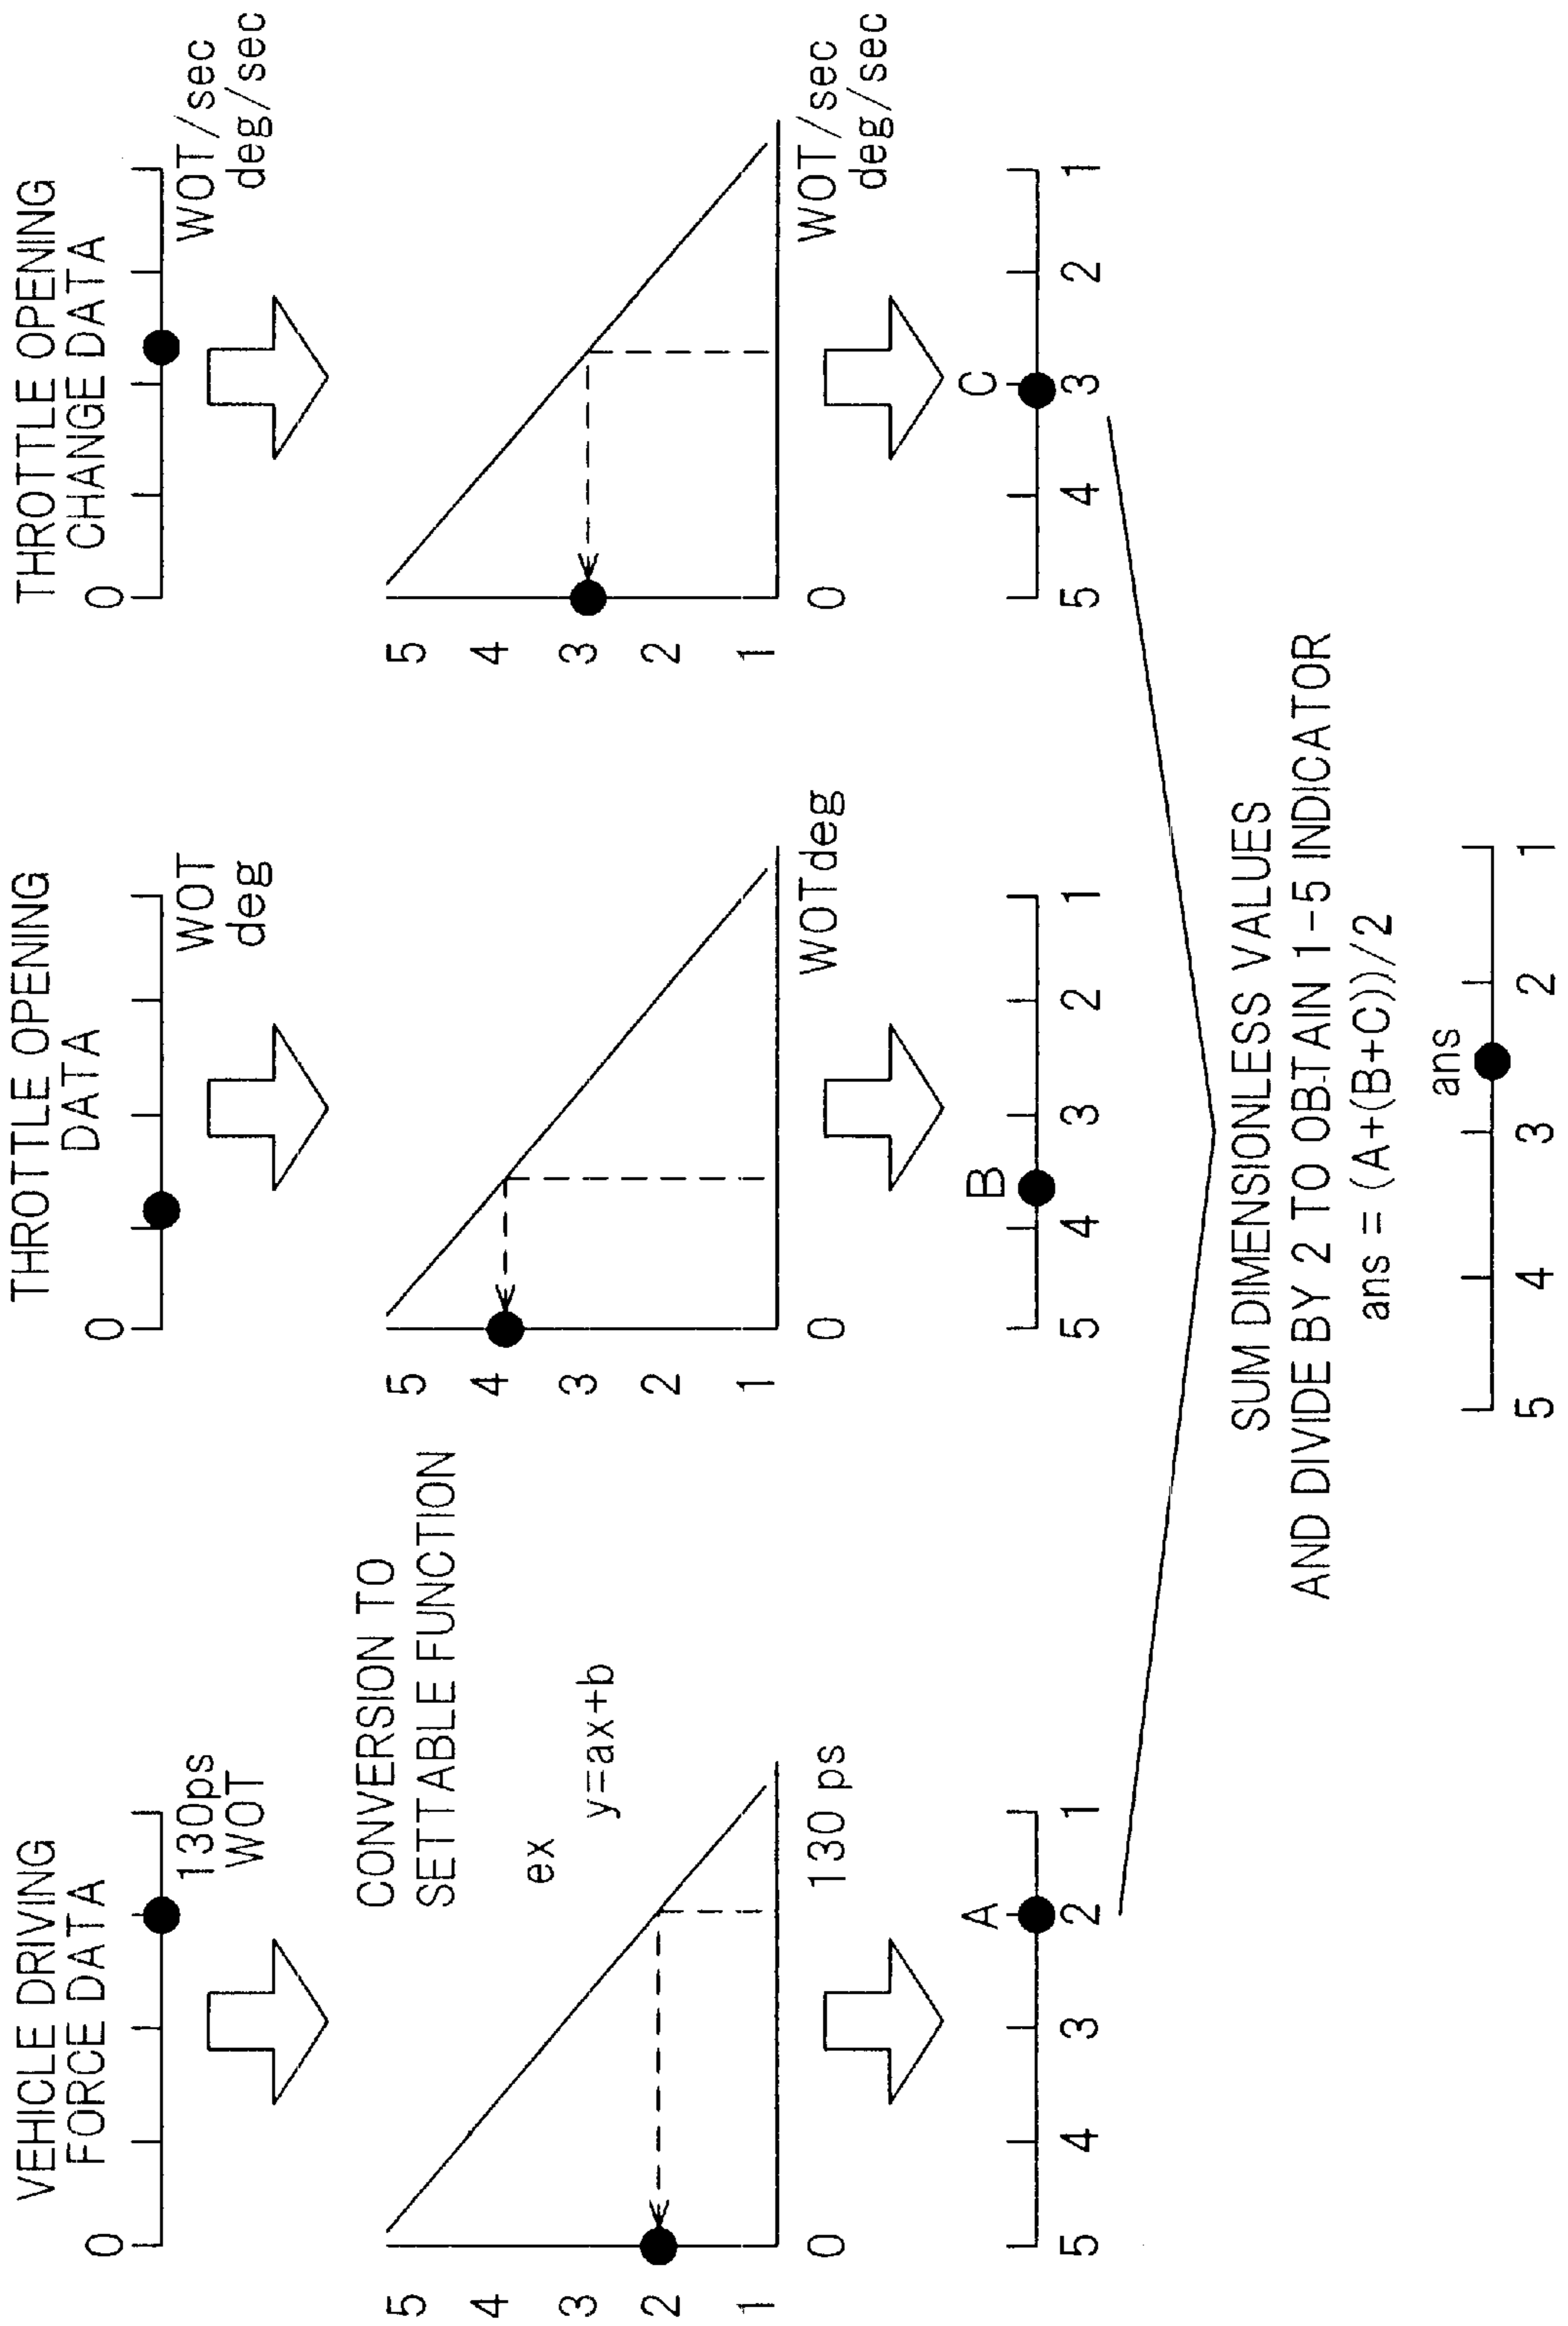 VEHICLE DRIVING
FORCE DATA
0
130ps
WOT
THROTTLE OPENING
DATA
0
WOT
deg
THROTTLE OPENING
CHANGE DATA
0
WOT/sec
deg/sec
CONVERSION TO
SETTABLE FUNCTION
ex
y=ax+b
5
4
3
2
1
0
130 ps
5
4
3
2
1
0
WOTdeg
5
4
3
2
1
0
WOT/sec
deg/sec
A
5 4 3 2 1
B
5 4 3 2 1
C
5 4 3 2 1
SUM DIMENSIONLESS VALUES
AND DIVIDE BY 2 TO OBTAIN 1-5 INDICATOR
ans = (A+(B+C))/2
ans
5 4 3 2 1